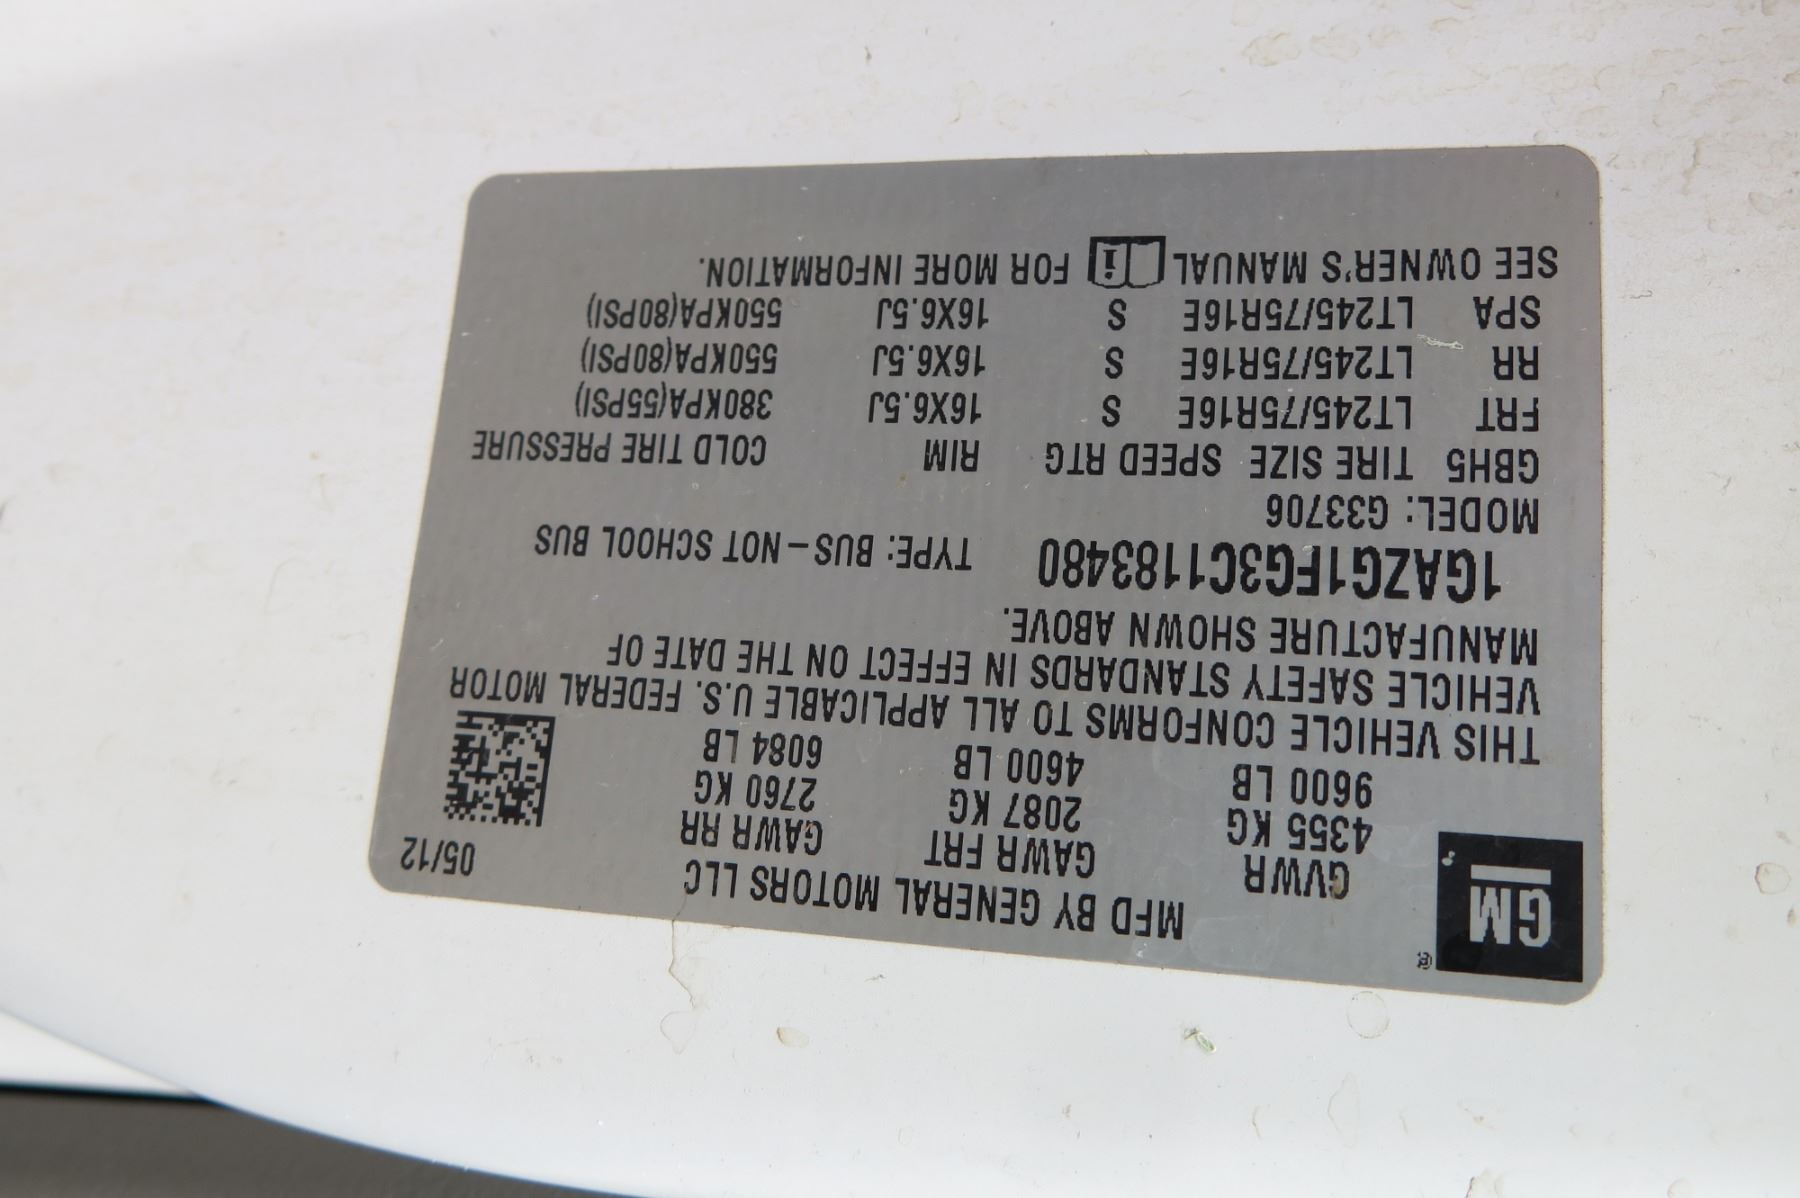 GM
MFD BY GENERAL MOTORS LLC 05/12
GVWR GAWR FRT GAWR RR
4355 KG 2087 KG 2760 KG
9600 LB 4600 LB 6084 LB
THIS VEHICLE CONFORMS TO ALL APPLICABLE U.S. FEDERAL MOTOR
VEHICLE SAFETY STANDARDS IN EFFECT ON THE DATE OF
MANUFACTURE SHOWN ABOVE.
1GAZG1FG3C1183480 TYPE: BUS–NOT SCHOOL BUS
MODEL: G33706
GBH5 TIRE SIZE SPEED RTG RIM COLD TIRE PRESSURE
FRT LT245/75R16E S 16X6.5J 380KPA(55PSI)
RR LT245/75R16E S 16X6.5J 550KPA(80PSI)
SPA LT245/75R16E S 16X6.5J 550KPA(80PSI)
SEE OWNER'S MANUAL i FOR MORE INFORMATION.